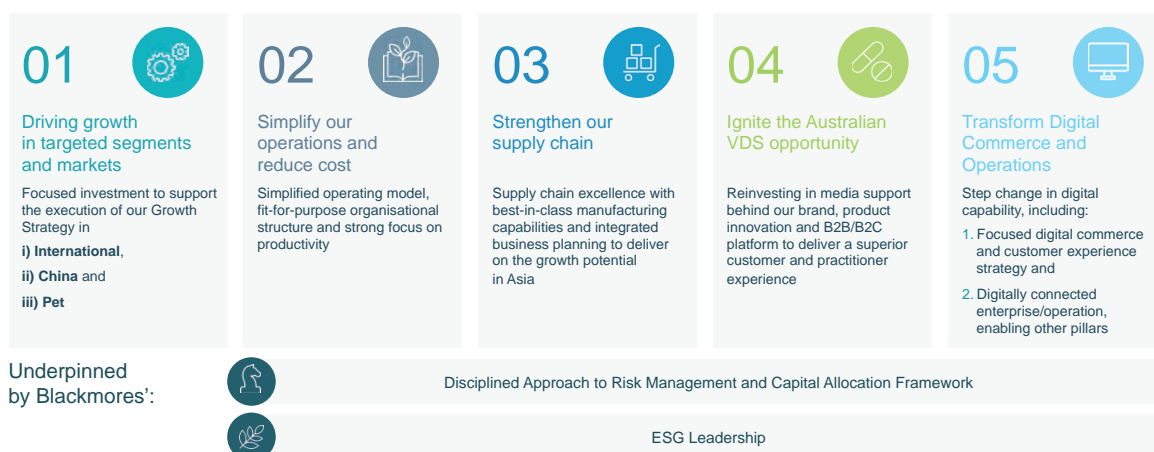 01
Driving growth
in targeted segments
and markets
Focused investment to support
the execution of our Growth
Strategy in
i) International,
ii) China and
iii) Pet
02
Simplify our
operations and
reduce cost
Simplified operating model,
fit-for-purpose organisational
structure and strong focus on
productivity
03
Strengthen our
supply chain
Supply chain excellence with
best-in-class manufacturing
capabilities and integrated
business planning to deliver
on the growth potential
in Asia
04
Ignite the Australian
VDS opportunity
Reinvesting in media support
behind our brand, product
innovation and B2B/B2C
platform to deliver a superior
customer and practitioner
experience
05
Transform Digital
Commerce and
Operations
Step change in digital
capability, including:
1. Focused digital commerce
and customer experience
strategy and
2. Digitally connected
enterprise/operation,
enabling other pillars
Underpinned
by Blackmores’:
Disciplined Approach to Risk Management and Capital Allocation Framework
ESG Leadership